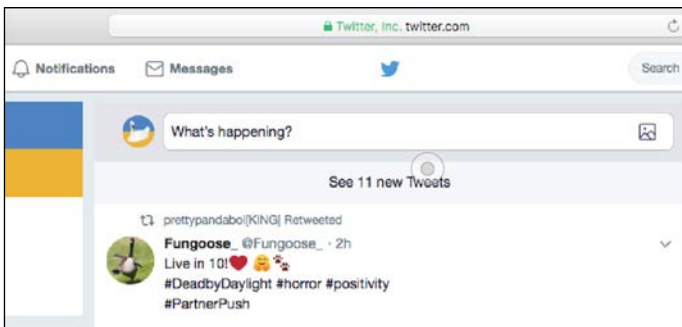 Twitter, Inc. twitter.com
Notifications Messages Search
What's happening?
See 11 new Tweets
prettypandabol[KING] Retweeted
Fungoose_ @Fungoose_ · 2h
Live in 10!❤️ 🤗 🐾
#DeadbyDaylight #horror #positivity
#PartnerPush